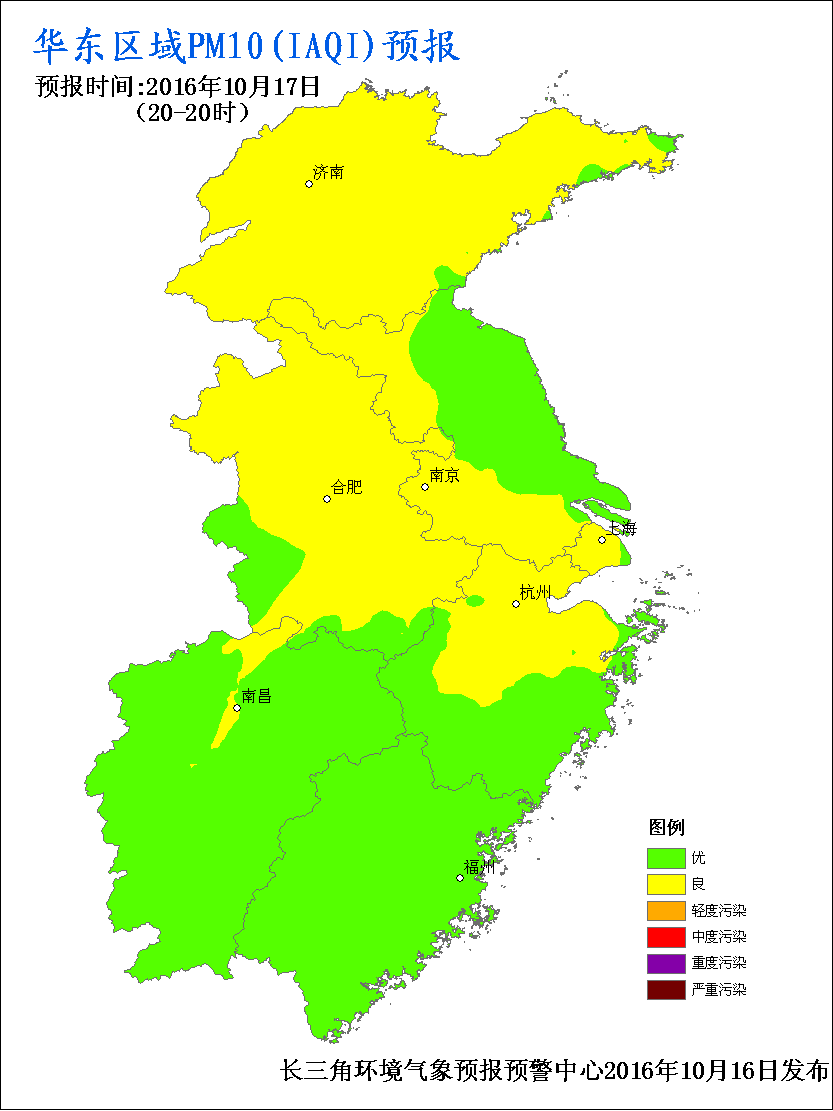 华东区域PM10(IAQI)预报
预报时间:2016年10月17日
(20-20时)
济南
南京
合肥
上海
杭州
南昌
福州
图例
优
良
轻度污染
中度污染
重度污染
严重污染
长三角环境气象预报预警中心2016年10月16日发布